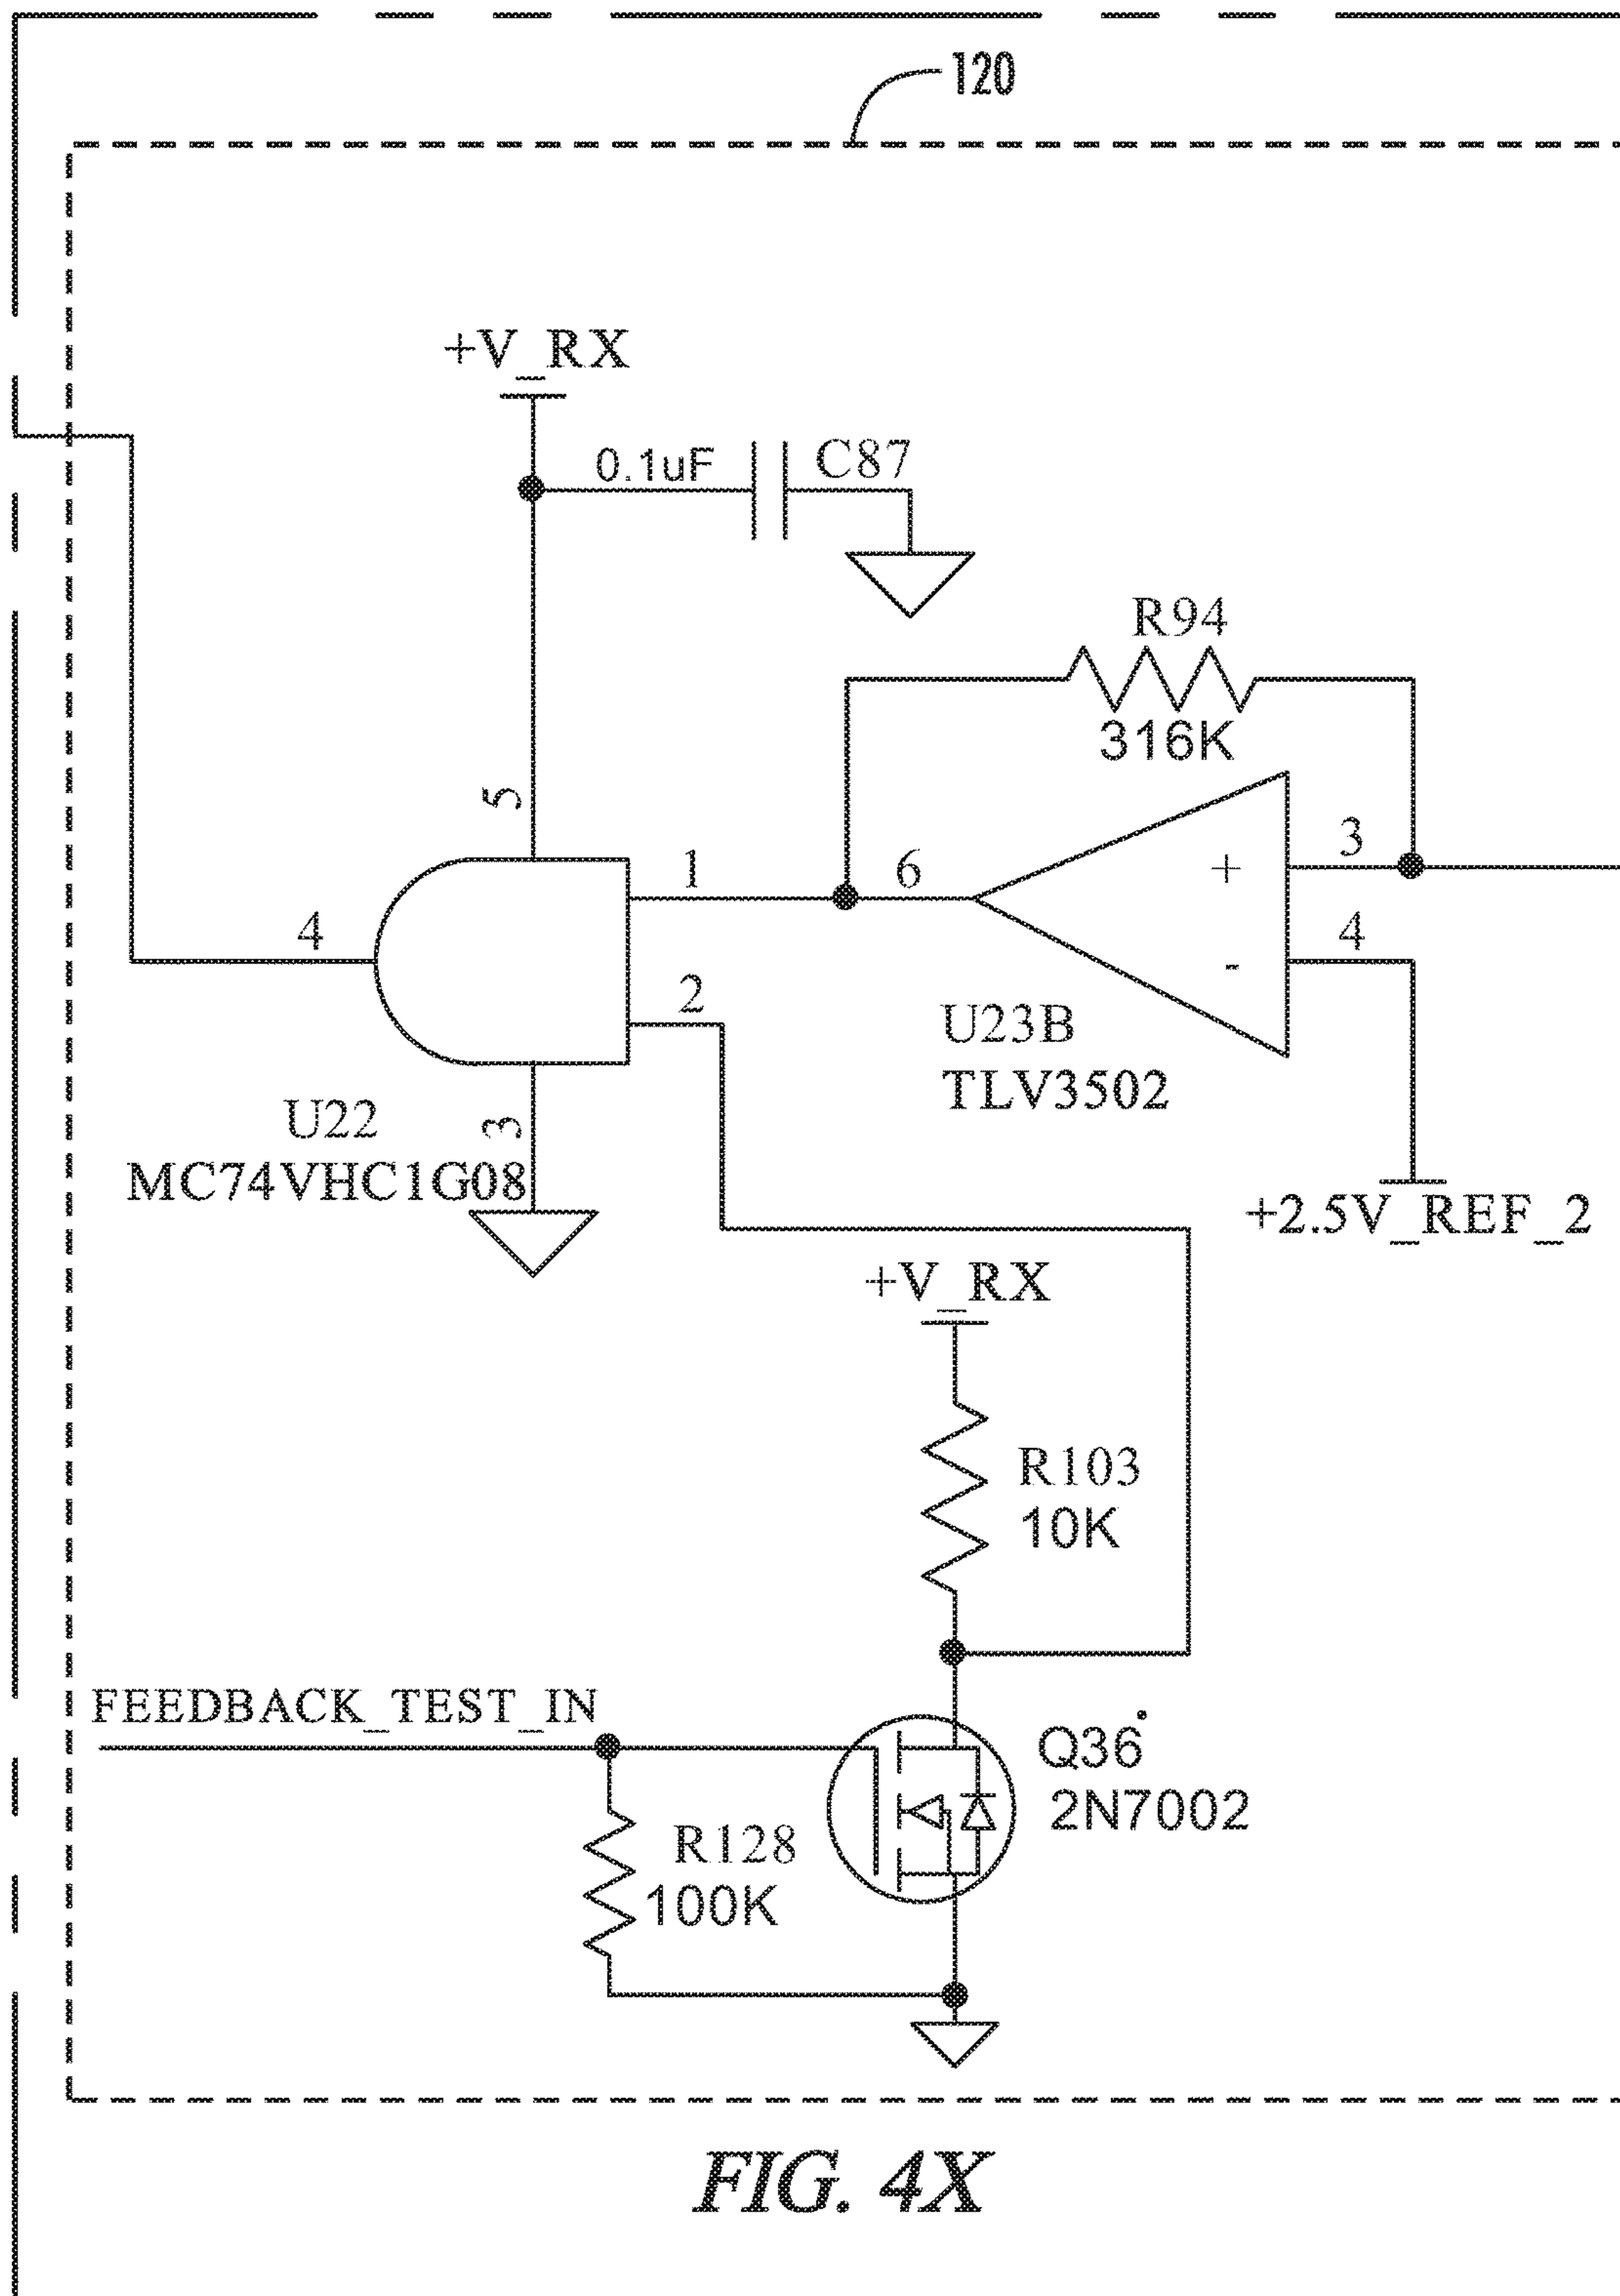 120
+V_RX
0.1uF
C87
R94
316K
5
1
6
+
3
4
-
4
2
U23B
TLV3502
U22
3
MC74VHC1G08
+2.5V_REF_2
+V_RX
R103
10K
FEEDBACK_TEST_IN
Q36
2N7002
R128
100K
FIG. 4X